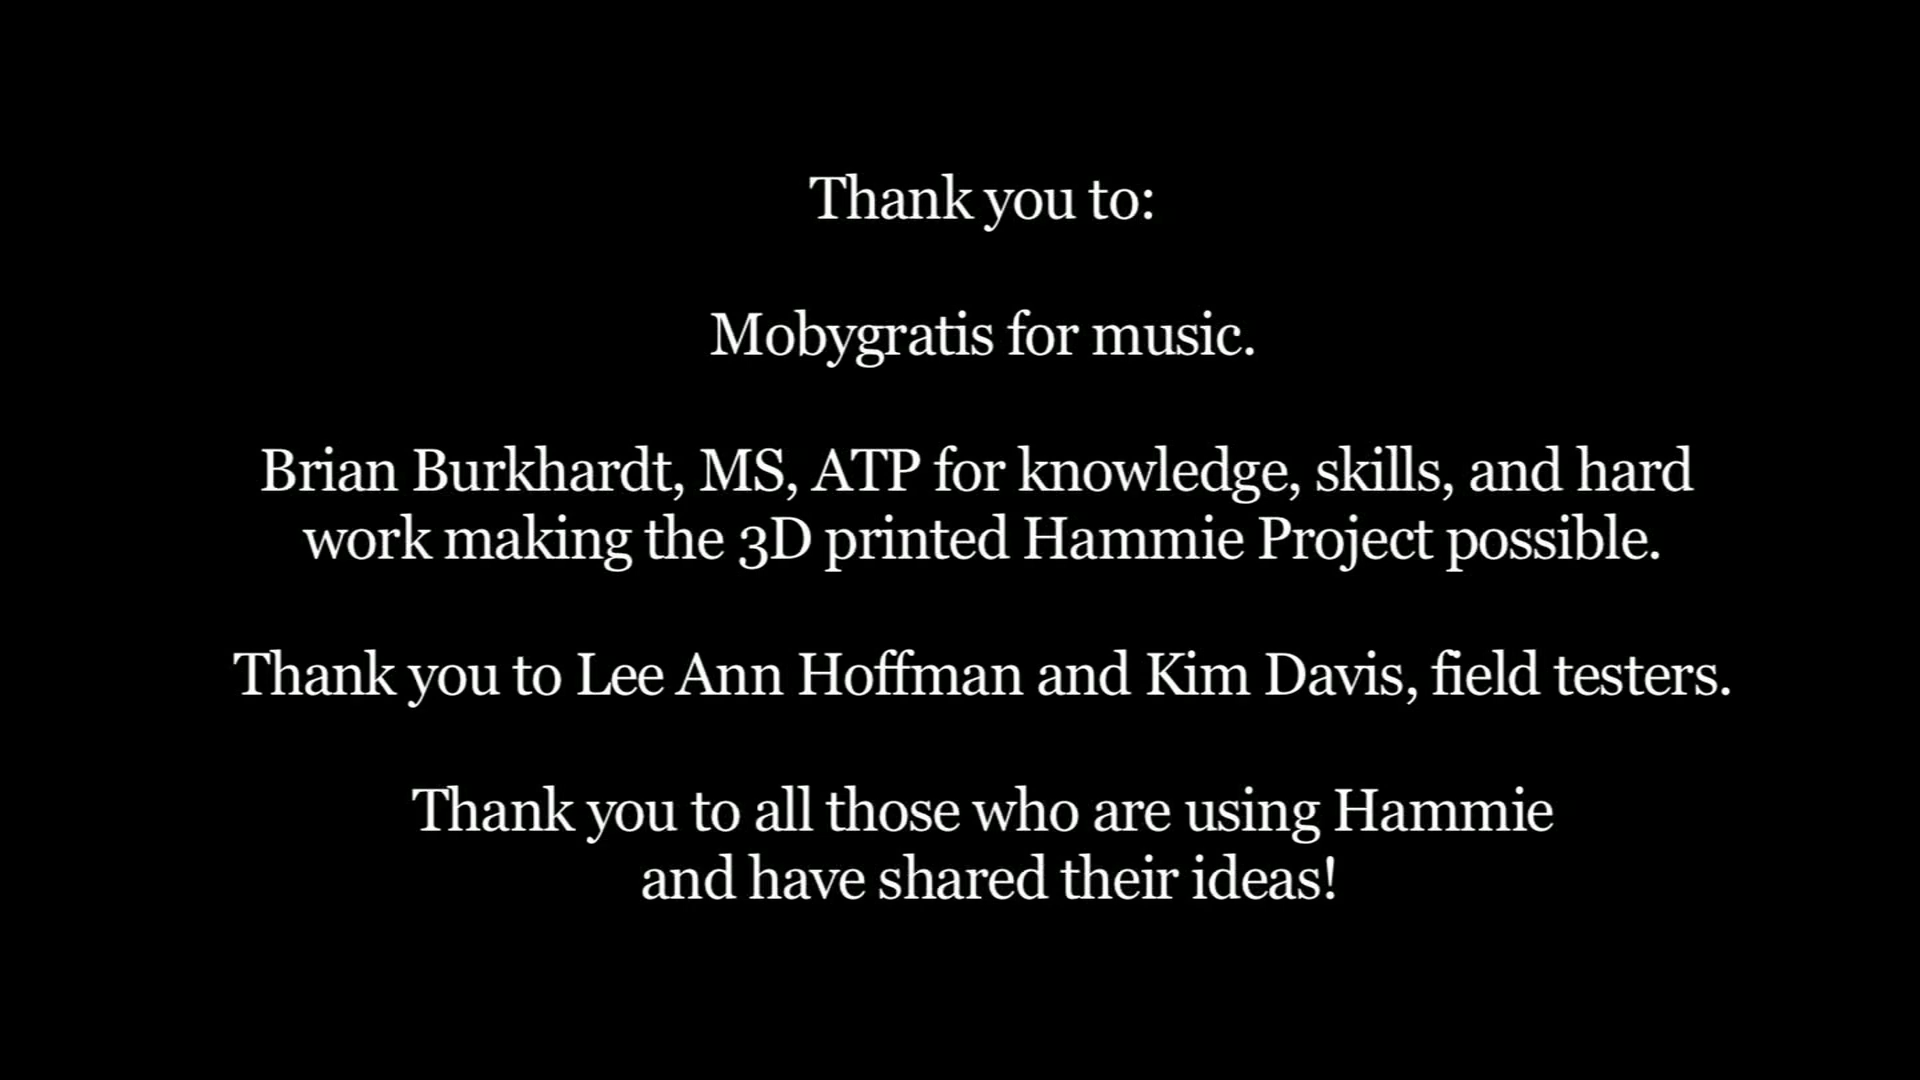 Thank you to:
Mobygratis for music.
Brian Burkhardt, MS, ATP for knowledge, skills, and hard
work making the 3D printed Hammie Project possible.
Thank you to Lee Ann Hoffman and Kim Davis, field testers.
Thank you to all those who are using Hammie
and have shared their ideas!